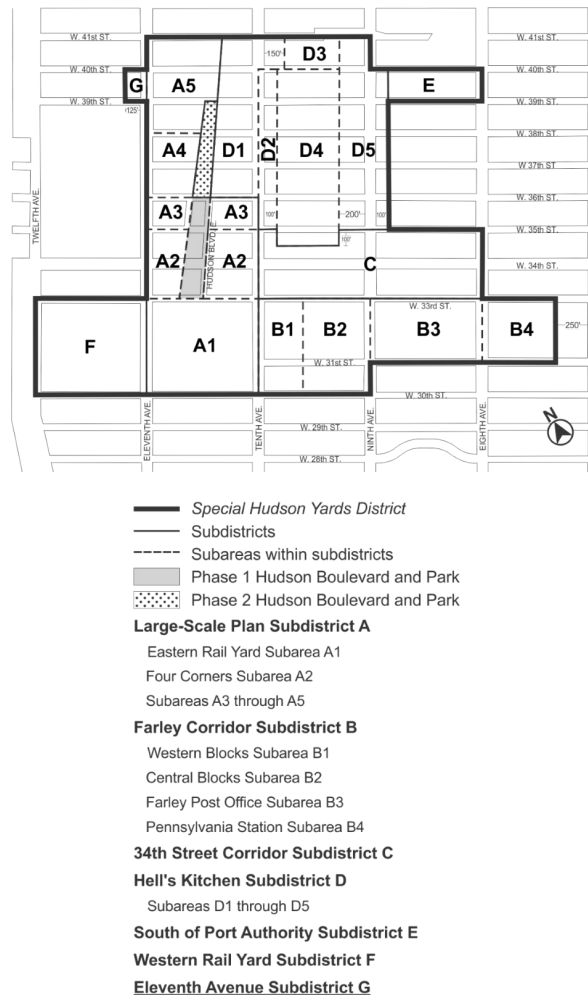 W. 41st ST.
W. 41st ST.
150'
D3
W. 40th ST.
W. 40th ST.
G
A5
E
W. 39th ST.
W. 39th ST.
125'
W. 38th ST.
A4
D1
D2
D4
D5
W. 37th ST.
TWELFTH AVE.
W. 36th ST.
A3
A3
100'
200'
100'
W. 35th ST.
HUDSON BLVD. E.
100'
A2
A2
C
W. 34th ST.
W. 33rd ST.
F
A1
B1
B2
B3
B4
250'
W. 31st ST.
W. 30th ST.
ELEVENTH AVE.
TENTH AVE.
NINTH AVE.
EIGHTH AVE.
N
W. 29th ST.
W. 28th ST.
Special Hudson Yards District
Subdistricts
Subareas within subdistricts
Phase 1 Hudson Boulevard and Park
Phase 2 Hudson Boulevard and Park
Large-Scale Plan Subdistrict A
Eastern Rail Yard Subarea A1
Four Corners Subarea A2
Subareas A3 through A5
Farley Corridor Subdistrict B
Western Blocks Subarea B1
Central Blocks Subarea B2
Farley Post Office Subarea B3
Pennsylvania Station Subarea B4
34th Street Corridor Subdistrict C
Hell's Kitchen Subdistrict D
Subareas D1 through D5
South of Port Authority Subdistrict E
Western Rail Yard Subdistrict F
Eleventh Avenue Subdistrict G